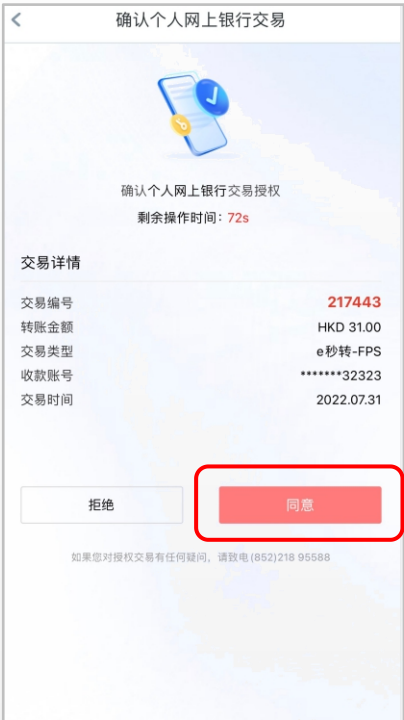 确认个人网上银行交易
确认个人网上银行交易授权
剩余操作时间：72s
交易详情
交易编号 217443
转账金额 HKD 31.00
交易类型 e秒转-FPS
收款账号 *******32323
交易时间 2022.07.31
拒绝 同意
如果您对授权交易有任何疑问，请致电(852)218 95588